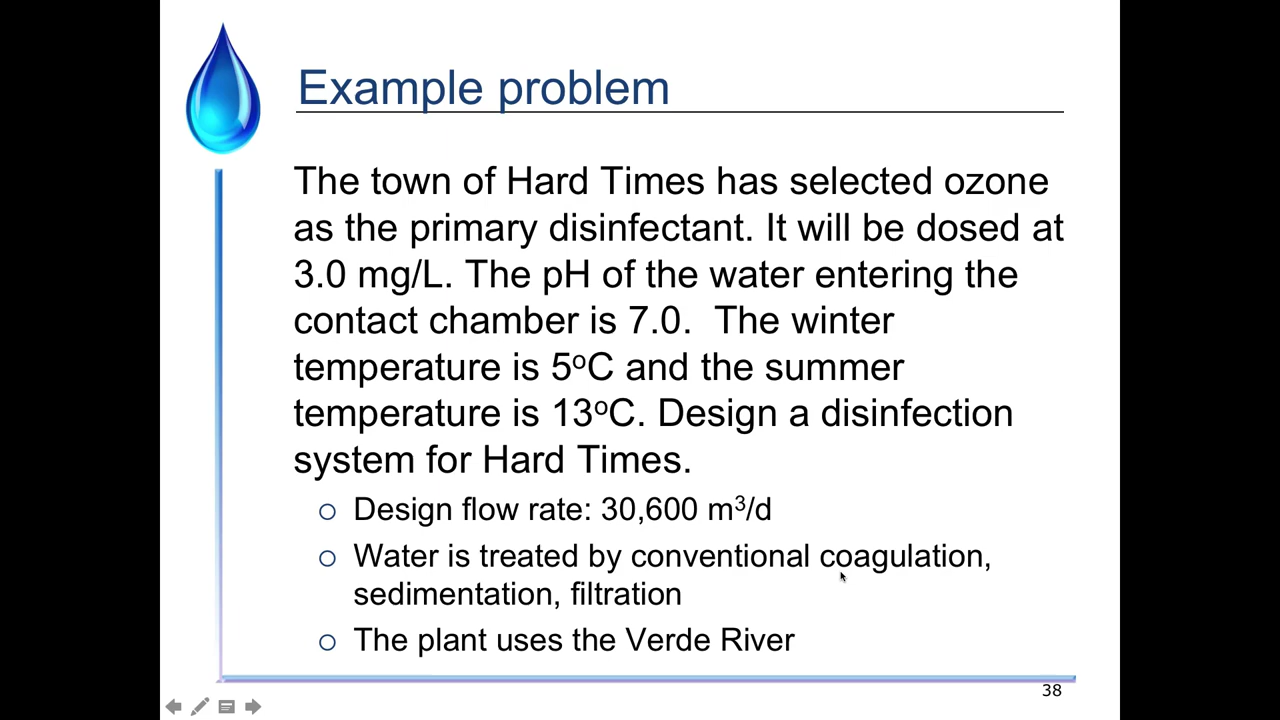 Example problem
The town of Hard Times has selected ozone
as the primary disinfectant. It will be dosed at
3.0 mg/L. The pH of the water entering the
contact chamber is 7.0.  The winter
temperature is 5ºC and the summer
temperature is 13ºC. Design a disinfection
system for Hard Times.
○ Design flow rate: 30,600 m³/d
○ Water is treated by conventional coagulation,
sedimentation, filtration
○ The plant uses the Verde River
38